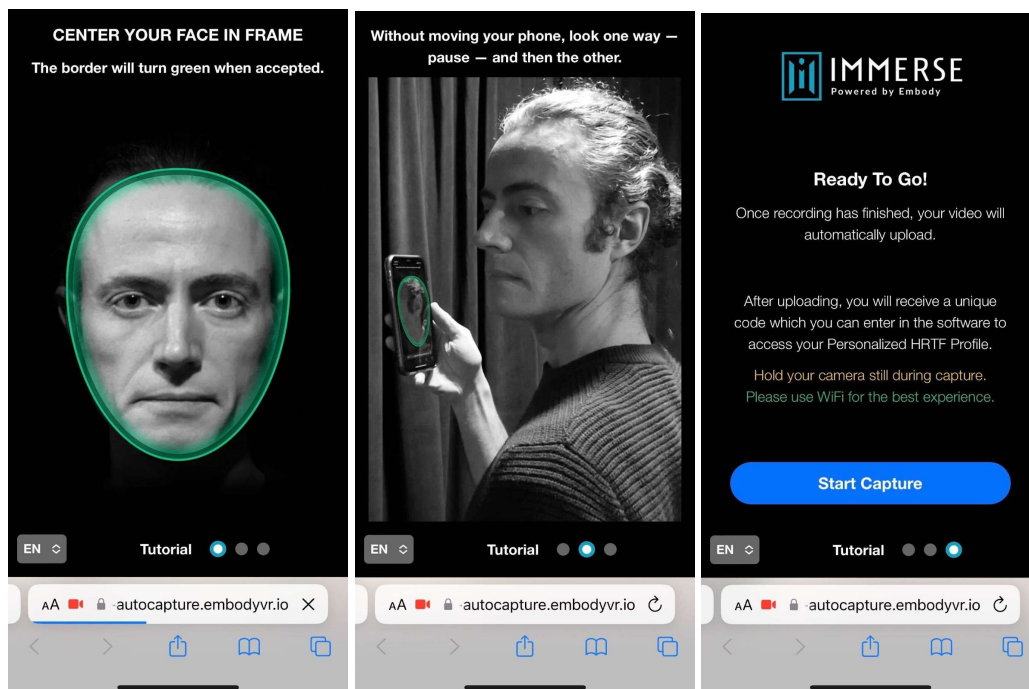 CENTER YOUR FACE IN FRAME
The border will turn green when accepted.
EN
Tutorial
AA
-autocapture.embodyvr.io
Without moving your phone, look one way —
pause — and then the other.
EN
Tutorial
AA
-autocapture.embodyvr.io
IMMERSE
Powered by Embody
Ready To Go!
Once recording has finished, your video will
automatically upload.
After uploading, you will receive a unique
code which you can enter in the software to
access your Personalized HRTF Profile.
Hold your camera still during capture.
Please use WiFi for the best experience.
Start Capture
EN
Tutorial
AA
-autocapture.embodyvr.io